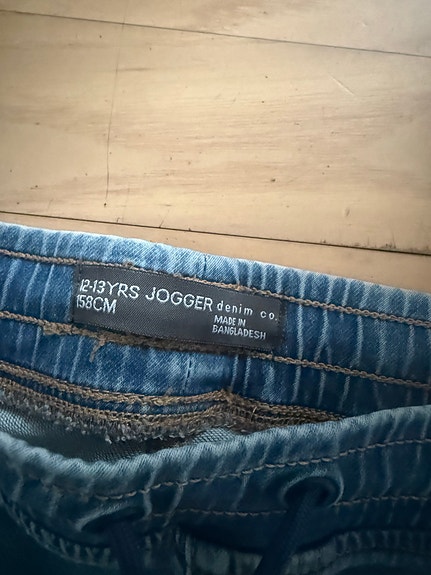 12-13YRS JOGGER denim co.
158CM
MADE IN
BANGLADESH